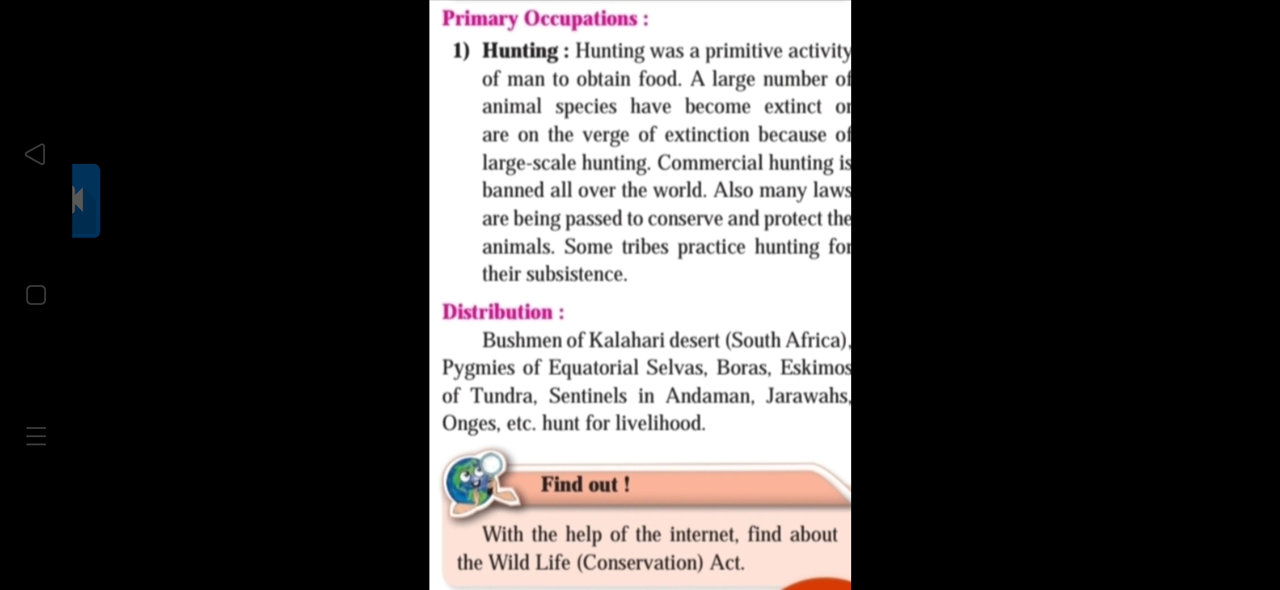 Primary Occupations :
1) Hunting : Hunting was a primitive activity
of man to obtain food. A large number of
animal species have become extinct or
are on the verge of extinction because of
large-scale hunting. Commercial hunting is
banned all over the world. Also many laws
are being passed to conserve and protect the
animals. Some tribes practice hunting for
their subsistence.
Distribution :
Bushmen of Kalahari desert (South Africa),
Pygmies of Equatorial Selvas, Boras, Eskimos
of Tundra, Sentinels in Andaman, Jarawahs,
Onges, etc. hunt for livelihood.
Find out !
With the help of the internet, find about
the Wild Life (Conservation) Act.